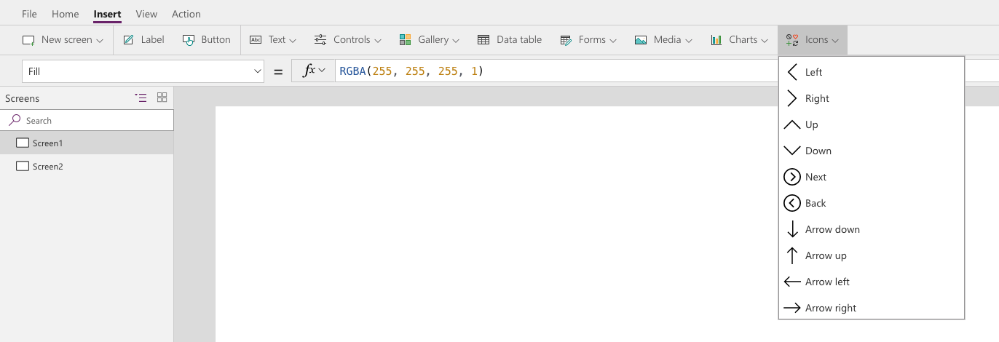 File Home Insert View Action
New screen Label Button Abc Text Controls Gallery Data table Forms Media Charts Icons
Fill = fx RGBA(255, 255, 255, 1)
Screens
Search
Screen1
Screen2
Left
Right
Up
Down
Next
Back
Arrow down
Arrow up
Arrow left
Arrow right